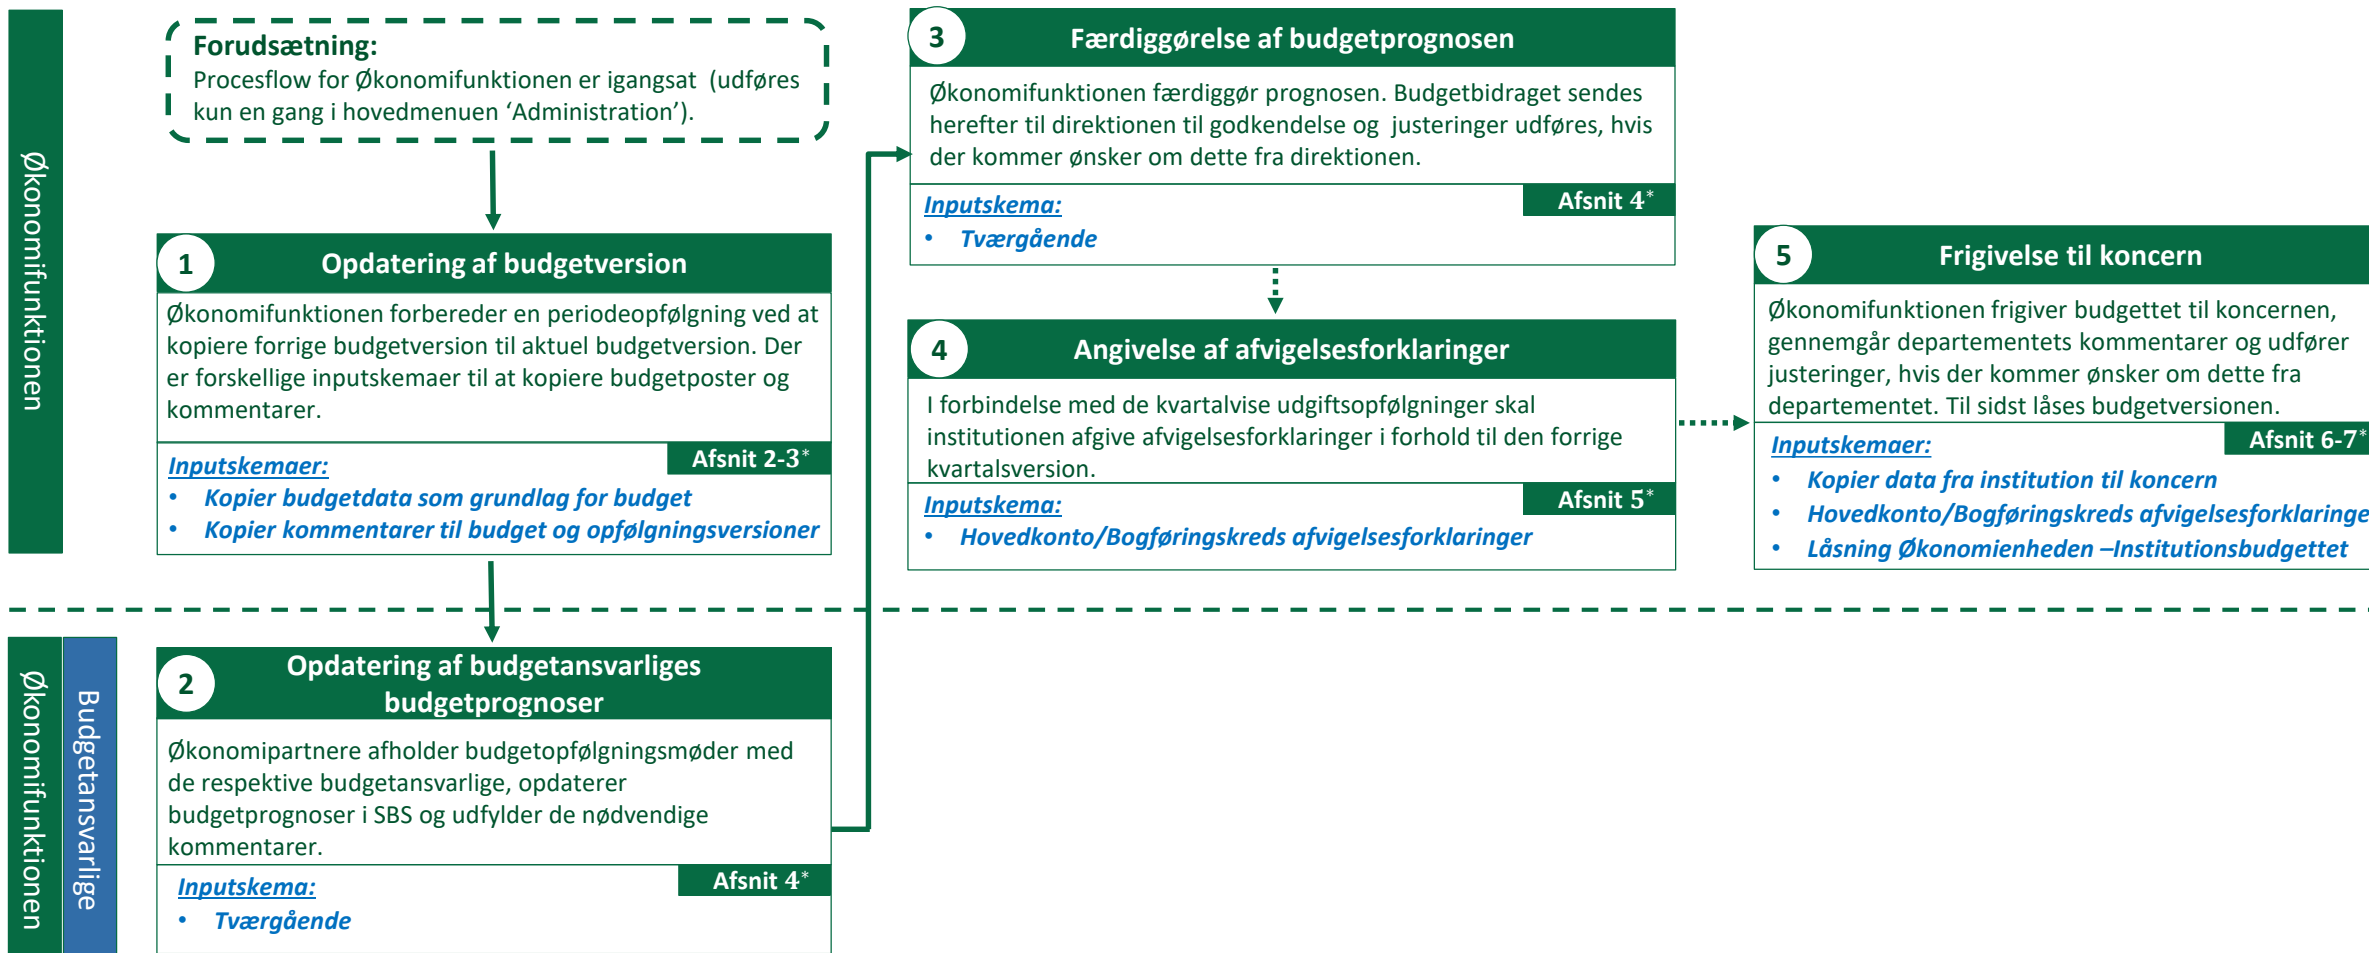 Økonomifunktionen
Forudsætning:
Procesflow for Økonomifunktionen er igangsat (udføres
kun en gang i hovedmenuen ‘Administration’).
1
Opdatering af budgetversion
Økonomifunktionen forbereder en periodeopfølgning ved at
kopiere forrige budgetversion til aktuel budgetversion. Der
er forskellige inputskemaer til at kopiere budgetposter og
kommentarer.
Afsnit 2-3*
Inputskemaer:
• Kopier budgetdata som grundlag for budget
• Kopier kommentarer til budget og opfølgningsversioner
3
Færdiggørelse af budgetprognosen
Økonomifunktionen færdiggør prognosen. Budgetbidraget sendes
herefter til direktionen til godkendelse og justeringer udføres, hvis
der kommer ønsker om dette fra direktionen.
Afsnit 4*
Inputskema:
• Tværgående
4
Angivelse af afvigelsesforklaringer
I forbindelse med de kvartalvise udgiftsopfølgninger skal
institutionen afgive afvigelsesforklaringer i forhold til den forrige
kvartalsversion.
Afsnit 5*
Inputskema:
• Hovedkonto/Bogføringskreds afvigelsesforklaringer
5
Frigivelse til koncern
Økonomifunktionen frigiver budgettet til koncernen,
gennemgår departementets kommentarer og udfører
justeringer, hvis der kommer ønsker om dette fra
departementet. Til sidst låses budgetversionen.
Afsnit 6-7*
Inputskemaer:
• Kopier data fra institution til koncern
• Hovedkonto/Bogføringskreds afvigelsesforklaringe
• Låsning Økonomienheden –Institutionsbudgettet
Økonomifunktionen
Budgetansvarlige
2
Opdatering af budgetansvarliges
budgetprognoser
Økonomipartnere afholder budgetopfølgningsmøder med
de respektive budgetansvarlige, opdaterer
budgetprognoser i SBS og udfylder de nødvendige
kommentarer.
Afsnit 4*
Inputskema:
• Tværgående